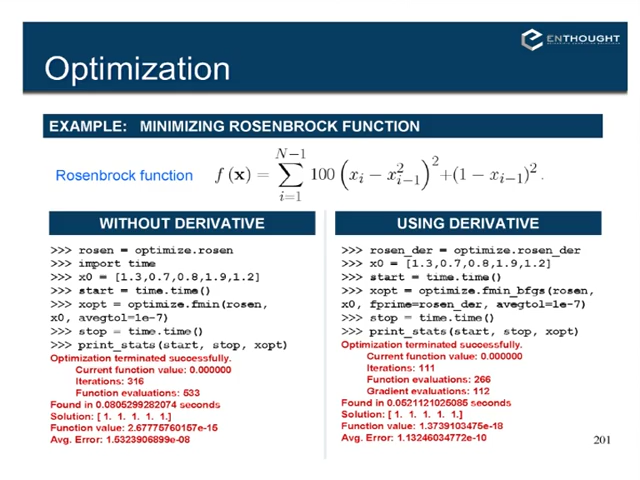 ENTHOUGHT
Optimization
EXAMPLE: MINIMIZING ROSENBROCK FUNCTION
Rosenbrock function f (x) = ∑_{i=1}^{N−1} 100 (x_i − x_{i−1}^2)^2 +(1 − x_{i−1})^2 .
WITHOUT DERIVATIVE
>>> rosen = optimize.rosen
>>> import time
>>> x0 = [1.3,0.7,0.8,1.9,1.2]
>>> start = time.time()
>>> xopt = optimize.fmin(rosen,
x0, avegtol=1e-7)
>>> stop = time.time()
>>> print_stats(start, stop, xopt)
Optimization terminated successfully.
Current function value: 0.000000
Iterations: 316
Function evaluations: 533
Found in 0.0805299282074 seconds
Solution: [ 1. 1. 1. 1. 1.]
Function value: 2.67775760157e-15
Avg. Error: 1.5323906899e-08
USING DERIVATIVE
>>> rosen_der = optimize.rosen_der
>>> x0 = [1.3,0.7,0.8,1.9,1.2]
>>> start = time.time()
>>> xopt = optimize.fmin_bfgs(rosen,
x0, fprime=rosen_der, avegtol=1e-7)
>>> stop = time.time()
>>> print_stats(start, stop, xopt)
Optimization terminated successfully.
Current function value: 0.000000
Iterations: 111
Function evaluations: 266
Gradient evaluations: 112
Found in 0.0521121025085 seconds
Solution: [ 1. 1. 1. 1. 1.]
Function value: 1.3739103475e-18
Avg. Error: 1.13246034772e-10
201